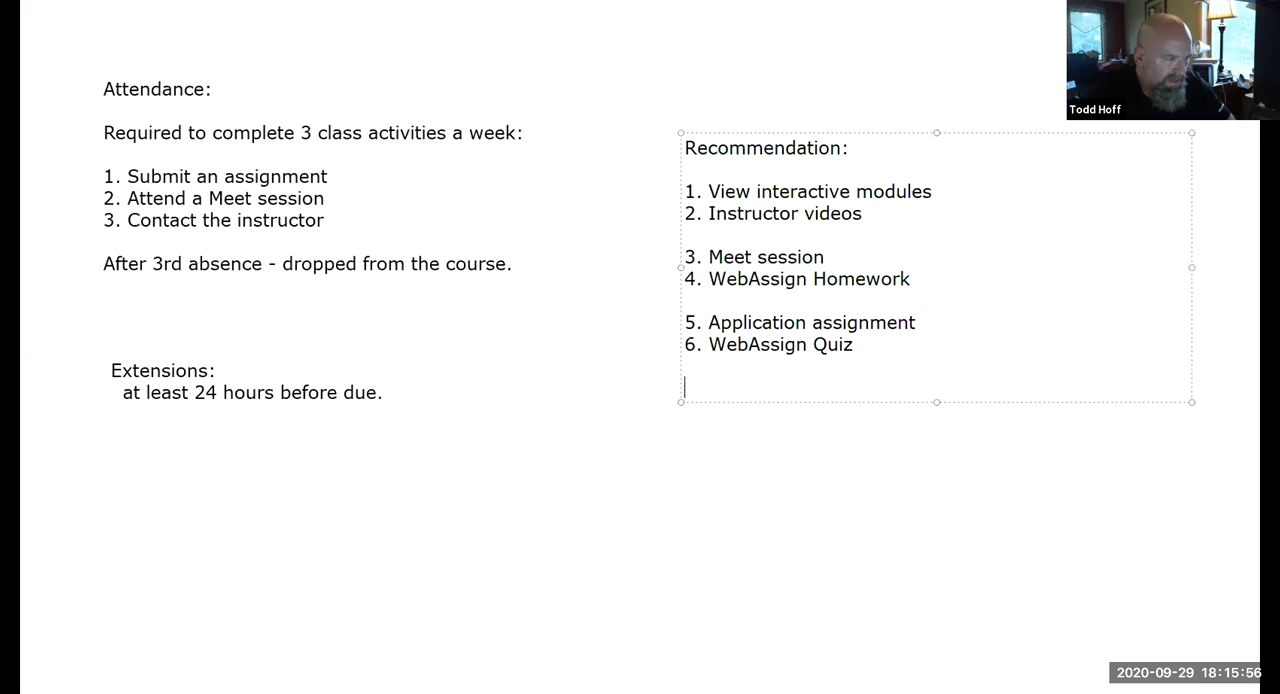 Attendance:
Required to complete 3 class activities a week:
1. Submit an assignment
2. Attend a Meet session
3. Contact the instructor
After 3rd absence - dropped from the course.
Extensions:
at least 24 hours before due.
Recommendation:
1. View interactive modules
2. Instructor videos
3. Meet session
4. WebAssign Homework
5. Application assignment
6. WebAssign Quiz
Todd Hoff
2020-09-29 18:15:56